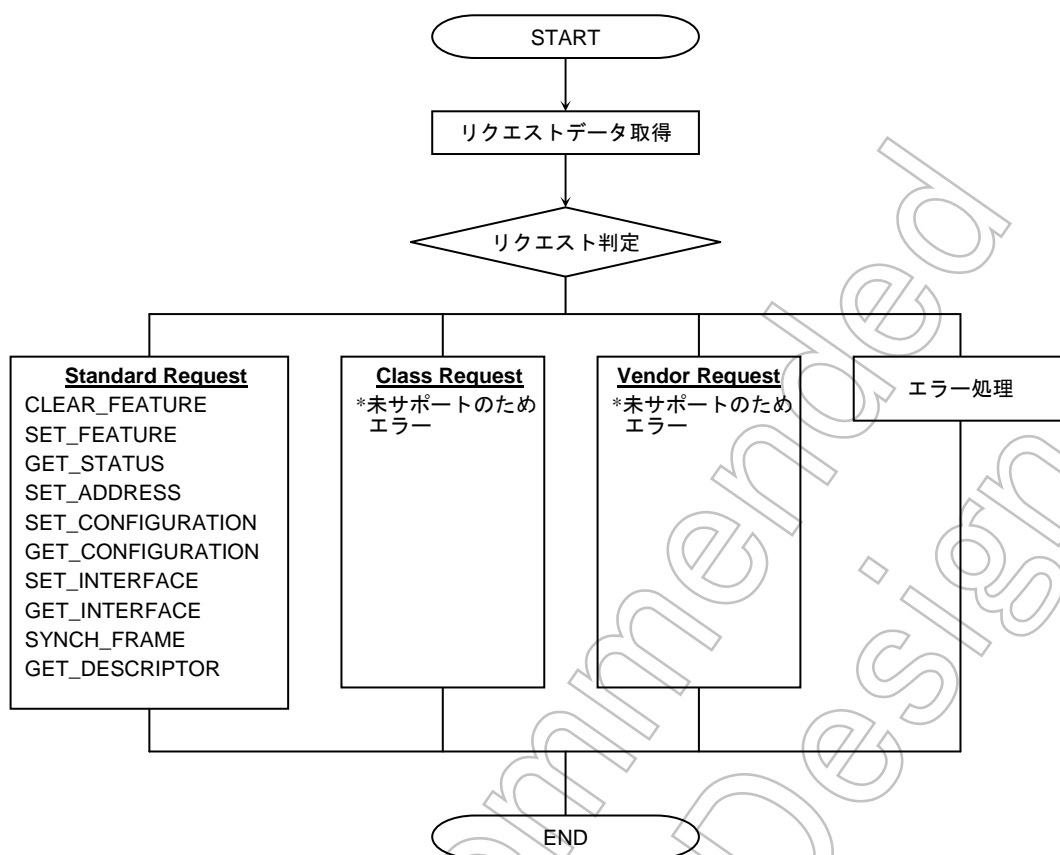 START
リクエストデータ取得
リクエスト判定
Standard Request
CLEAR_FEATURE
SET_FEATURE
GET_STATUS
SET_ADDRESS
SET_CONFIGURATION
GET_CONFIGURATION
SET_INTERFACE
GET_INTERFACE
SYNCH_FRAME
GET_DESCRIPTOR
Class Request
*未サポートのため
エラー
Vendor Request
*未サポートのため
エラー
エラー処理
END